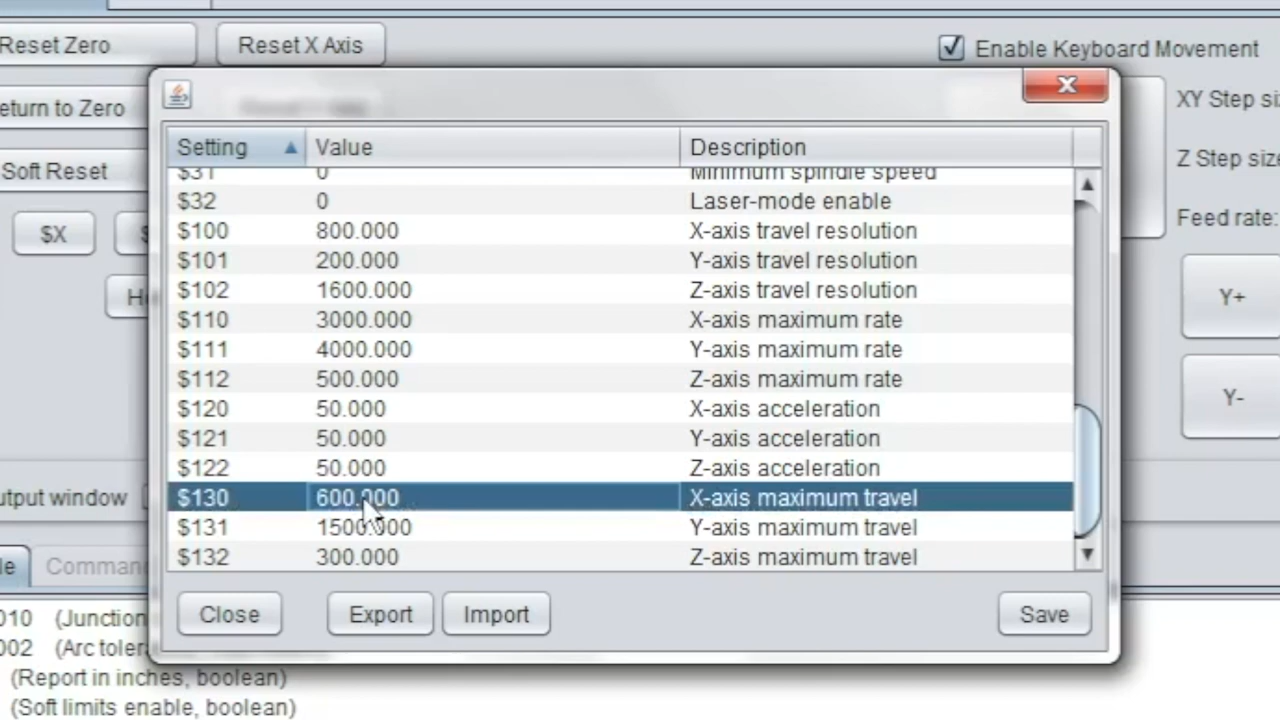 Reset Zero
Reset X Axis
Enable Keyboard Movement
eturn to Zero
XY Step si
Soft Reset
Z Step size
$X
$
Feed rate:
He
Y+
Y-
utput window
le
Comman
Setting Value Description
$31 0 Minimum spindle speed
$32 0 Laser-mode enable
$100 800.000 X-axis travel resolution
$101 200.000 Y-axis travel resolution
$102 1600.000 Z-axis travel resolution
$110 3000.000 X-axis maximum rate
$111 4000.000 Y-axis maximum rate
$112 500.000 Z-axis maximum rate
$120 50.000 X-axis acceleration
$121 50.000 Y-axis acceleration
$122 50.000 Z-axis acceleration
$130 600.000 X-axis maximum travel
$131 1500.000 Y-axis maximum travel
$132 300.000 Z-axis maximum travel
Close Export Import Save
010 (Junction
002 (Arc toler
(Report in inches, boolean)
(Soft limits enable, boolean)